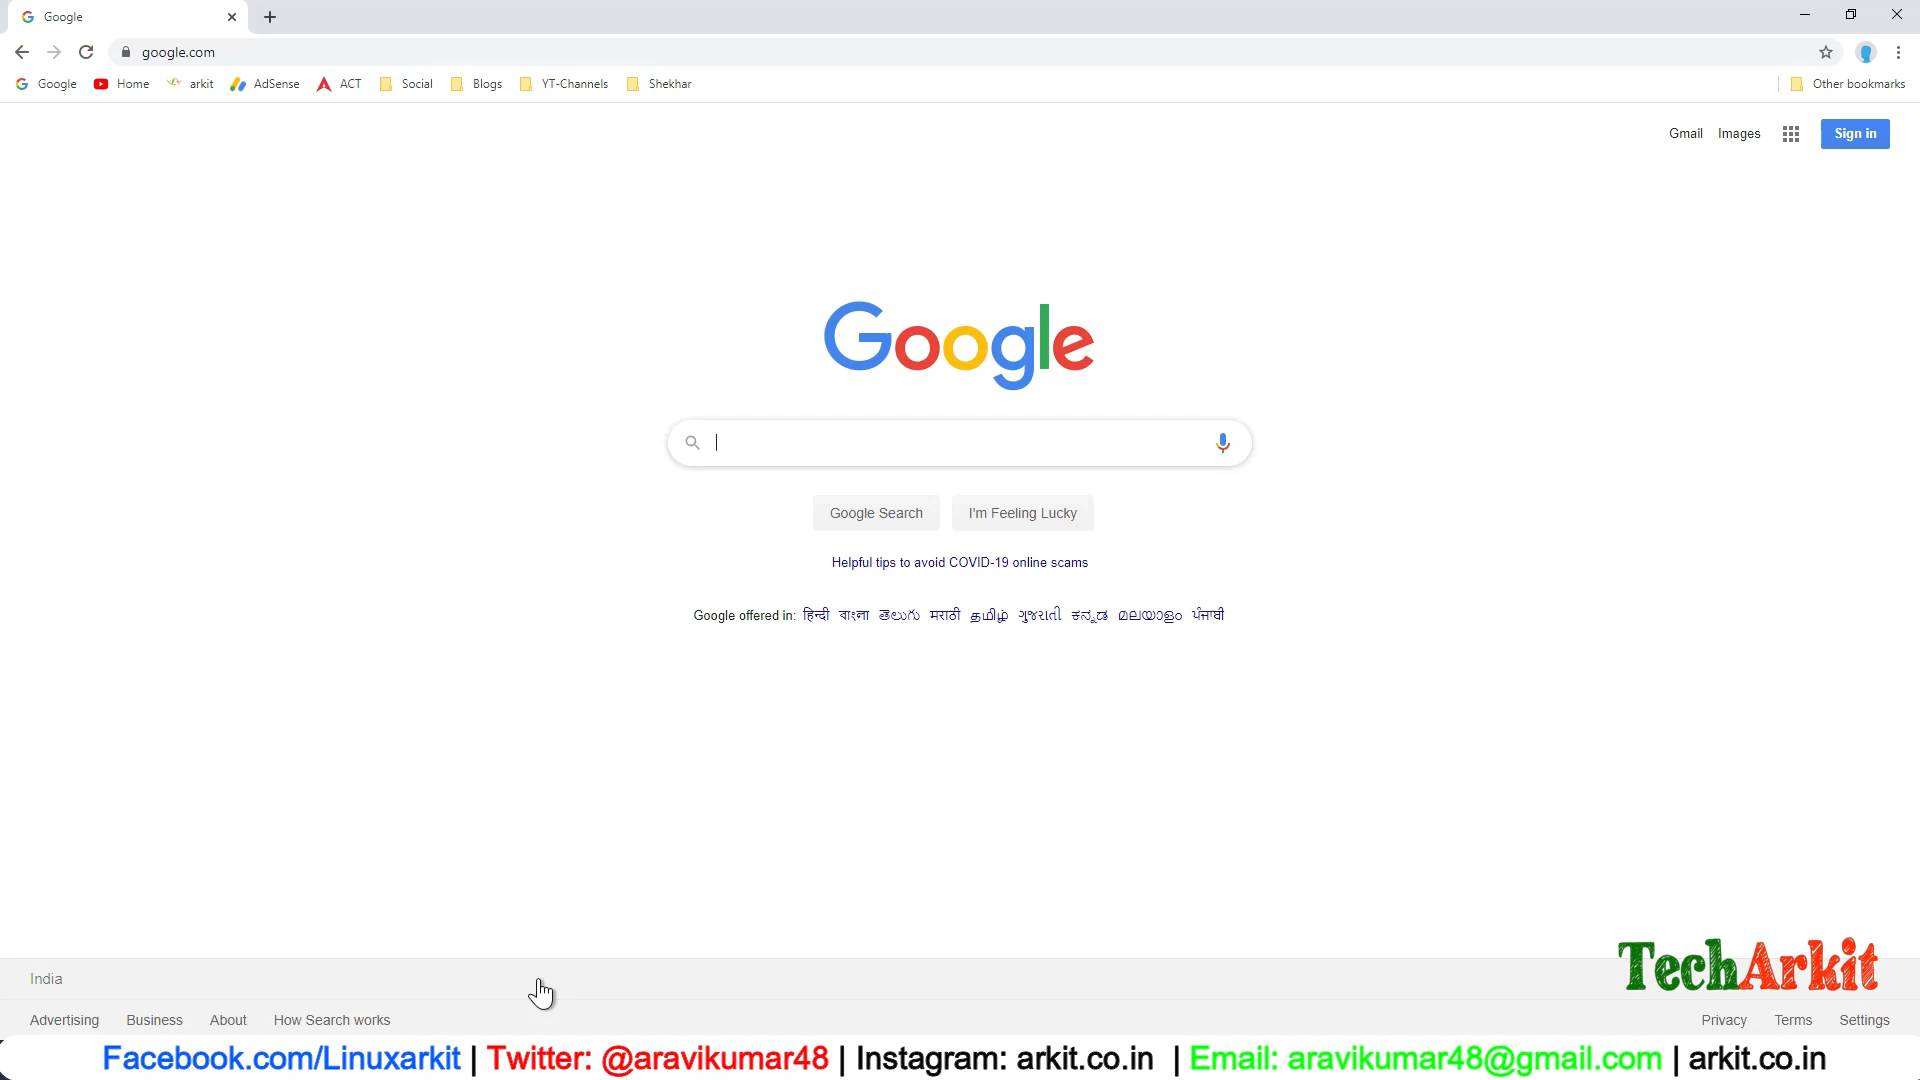 Google
google.com
Google Home arkit AdSense ACT Social Blogs YT-Channels Shekhar Other bookmarks
Gmail Images Sign in
Google
Google Search I'm Feeling Lucky
Helpful tips to avoid COVID-19 online scams
Google offered in: हिन्दी বাংলা తెలుగు मराठी தமிழ் ગુજરાતી ಕನ್ನಡ മലയാളം ਪੰਜਾਬੀ
TechArkit
India
Advertising Business About How Search works Privacy Terms Settings
Facebook.com/Linuxarkit | Twitter: @aravikumar48 | Instagram: arkit.co.in | Email: aravikumar48@gmail.com | arkit.co.in